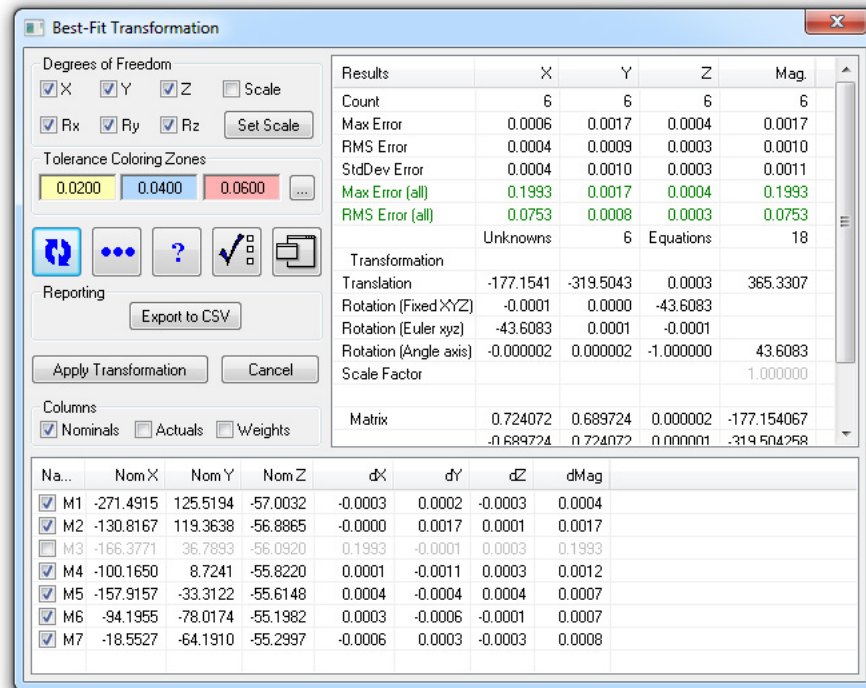 Best-Fit Transformation
Degrees of Freedom
X Y Z Scale
Rx Ry Rz Set Scale
Tolerance Coloring Zones
0.0200 0.0400 0.0600 ...
?
Reporting
Export to CSV
Apply Transformation Cancel
Columns
Nominals Actuals Weights
Results X Y Z Mag.
Count 6 6 6 6
Max Error 0.0006 0.0017 0.0004 0.0017
RMS Error 0.0004 0.0009 0.0003 0.0010
StdDev Error 0.0004 0.0010 0.0003 0.0011
Max Error (all) 0.1993 0.0017 0.0004 0.1993
RMS Error (all) 0.0753 0.0008 0.0003 0.0753
Unknowns 6 Equations 18
Transformation
Translation -177.1541 -319.5043 0.0003 365.3307
Rotation (Fixed XYZ) -0.0001 0.0000 -43.6083
Rotation (Euler xyz) -43.6083 0.0001 -0.0001
Rotation (Angle axis) -0.000002 0.000002 -1.000000 43.6083
Scale Factor 1.000000
Matrix 0.724072 0.689724 0.000002 -177.154067
-0.689724 0.724072 0.000001 -319.504258
Na... Nom X Nom Y Nom Z dX dY dZ dMag
M1 -271.4915 125.5194 -57.0032 -0.0003 0.0002 -0.0003 0.0004
M2 -130.8167 119.3638 -56.8865 -0.0000 0.0017 0.0001 0.0017
M3 -166.3771 36.7893 -56.0920 0.1993 -0.0001 0.0003 0.1993
M4 -100.1650 8.7241 -55.8220 0.0001 -0.0011 0.0003 0.0012
M5 -157.9157 -33.3122 -55.6148 0.0004 -0.0004 0.0004 0.0007
M6 -94.1955 -78.0174 -55.1982 0.0003 -0.0006 -0.0001 0.0007
M7 -18.5527 -64.1910 -55.2997 -0.0006 0.0003 -0.0003 0.0008